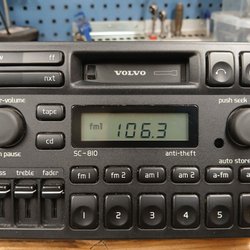 ff
VOLVO
nxt
-volume
push seek
tape
fm1 106.3
cd
SC-810
anti-theft
pause
auto store
treble fader
fm 1 fm 2 am 1 am 2 a-fm
1 2 3 4 5